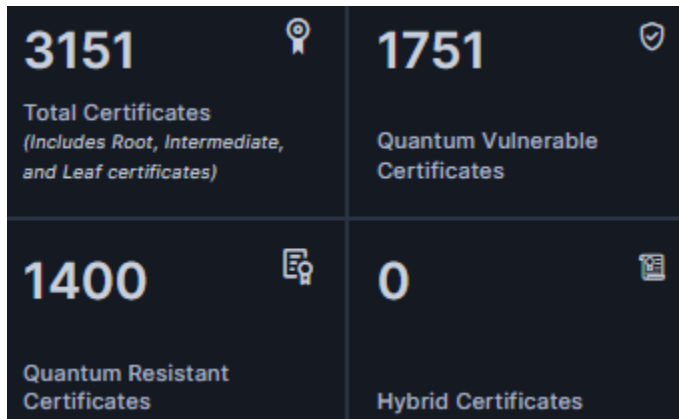 3151
Total Certificates
(Includes Root, Intermediate,
and Leaf certificates)
1751
Quantum Vulnerable
Certificates
1400
Quantum Resistant
Certificates
0
Hybrid Certificates